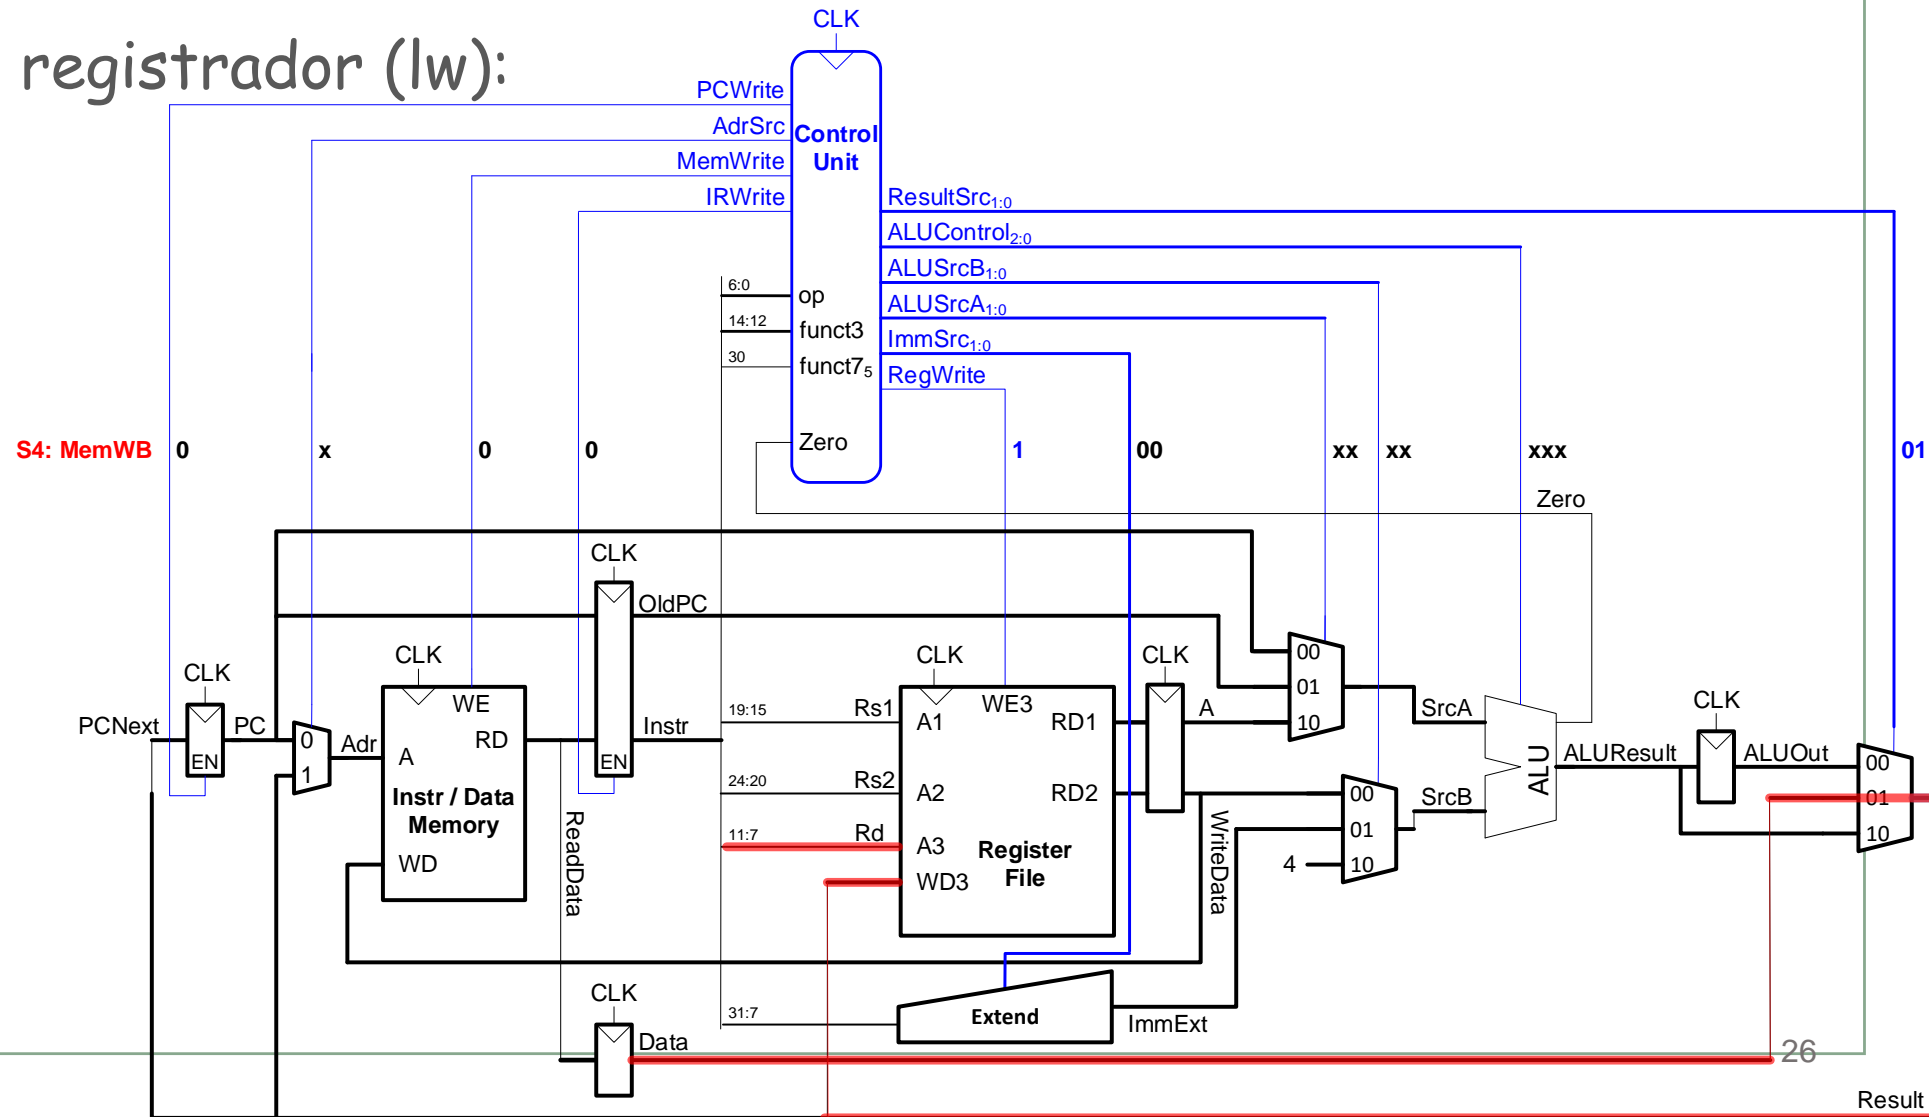 CLK
registrador (lw):
PCWrite
AdrSrc
Control
Unit
MemWrite
IRWrite
ResultSrc1:0
ALUControl2:0
ALUSrcB1:0
6:0
op
ALUSrcA1:0
14:12
funct3
ImmSrc1:0
30
funct75
RegWrite
S4: MemWB
0
x
0
0
Zero
1
00
xx
xx
xxx
01
Zero
CLK
OldPC
CLK
CLK
CLK
CLK
00
WE
WE3
01
CLK
PCNext
PC
0
Adr
A
RD
Instr
19:15
Rs1
A1
RD1
A
10
SrcA
CLK
EN
1
EN
ALU
ALUResult
ALUOut
00
Instr / Data
Memory
24:20
Rs2
A2
RD2
00
SrcB
01
ReadData
WriteData
01
10
11:7
Rd
A3
Register
File
4
10
WD
WD3
CLK
31:7
Extend
ImmExt
Data
26
Result